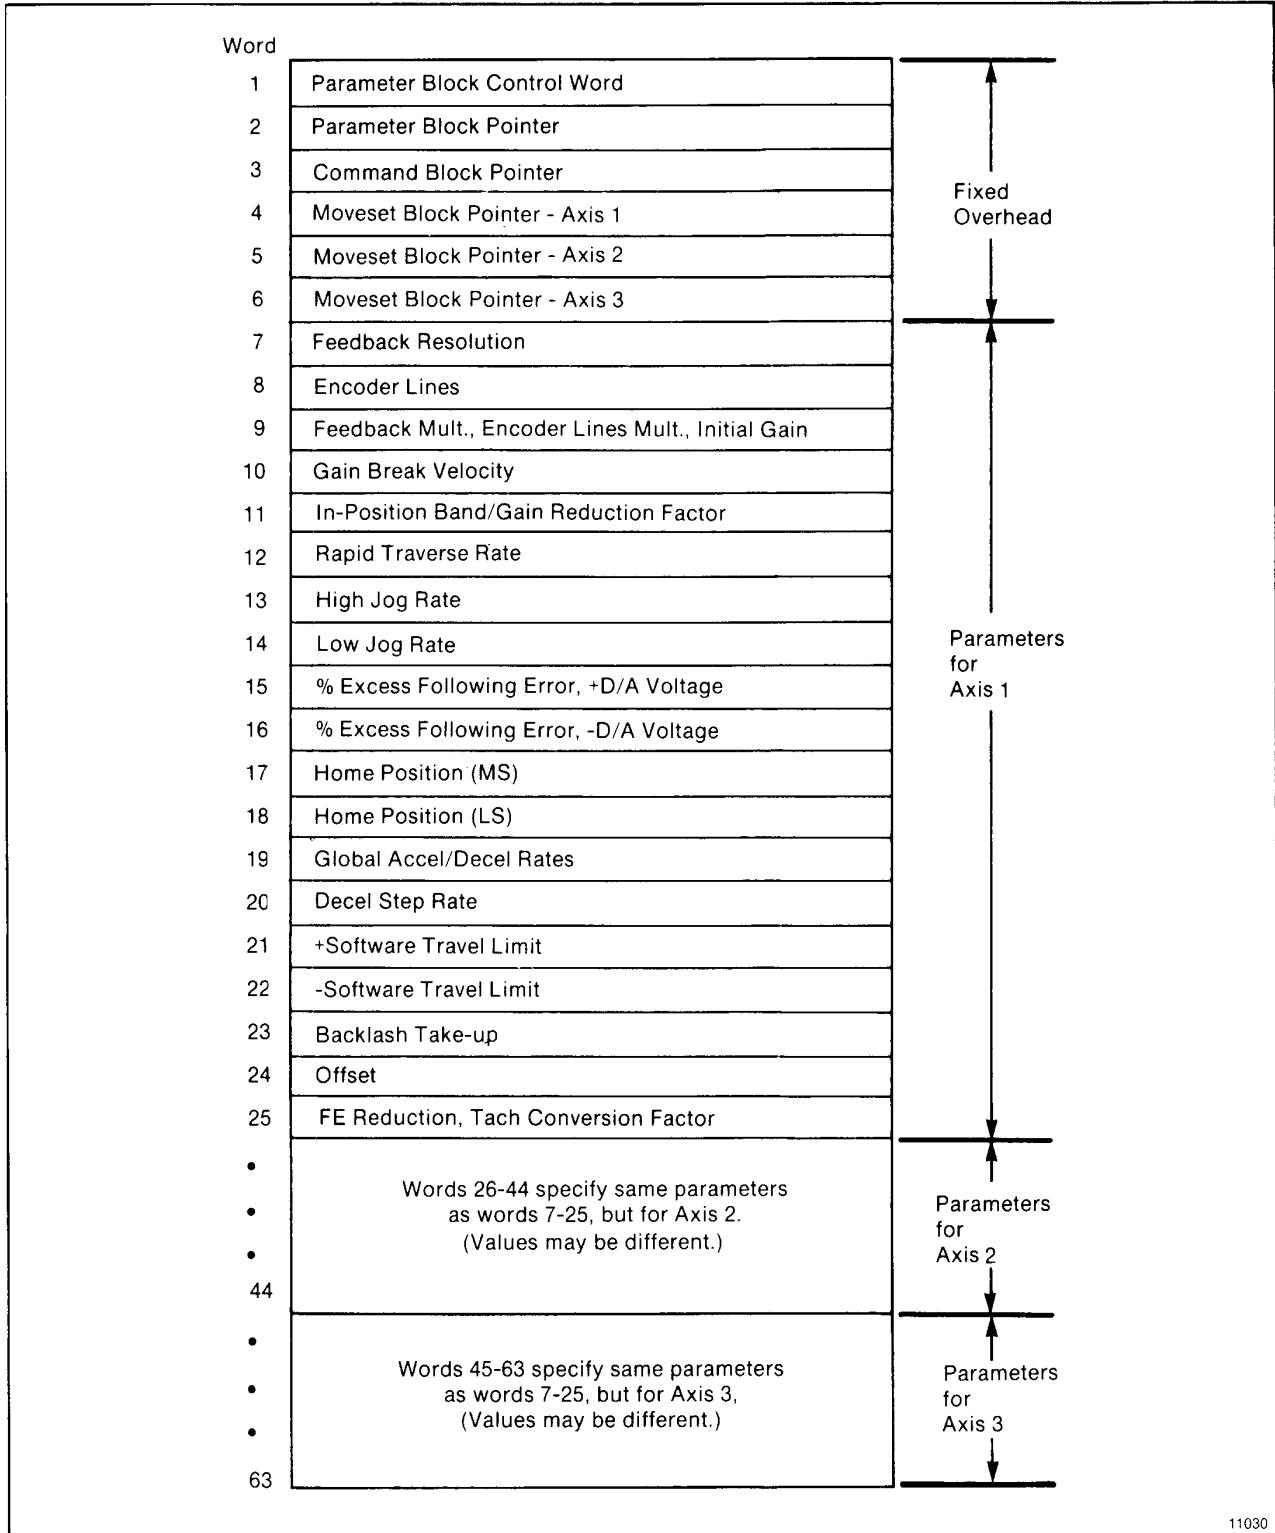 Word
1 Parameter Block Control Word
2 Parameter Block Pointer
3 Command Block Pointer
4 Moveset Block Pointer - Axis 1
5 Moveset Block Pointer - Axis 2
6 Moveset Block Pointer - Axis 3
Fixed
Overhead
7 Feedback Resolution
8 Encoder Lines
9 Feedback Mult., Encoder Lines Mult., Initial Gain
10 Gain Break Velocity
11 In-Position Band/Gain Reduction Factor
12 Rapid Traverse Rate
13 High Jog Rate
14 Low Jog Rate
15 % Excess Following Error, +D/A Voltage
16 % Excess Following Error, -D/A Voltage
17 Home Position (MS)
18 Home Position (LS)
19 Global Accel/Decel Rates
20 Decel Step Rate
21 +Software Travel Limit
22 -Software Travel Limit
23 Backlash Take-up
24 Offset
25 FE Reduction, Tach Conversion Factor
Parameters
for
Axis 1
Words 26-44 specify same parameters
as words 7-25, but for Axis 2.
(Values may be different.)
44
Parameters
for
Axis 2
Words 45-63 specify same parameters
as words 7-25, but for Axis 3,
(Values may be different.)
63
Parameters
for
Axis 3
11030